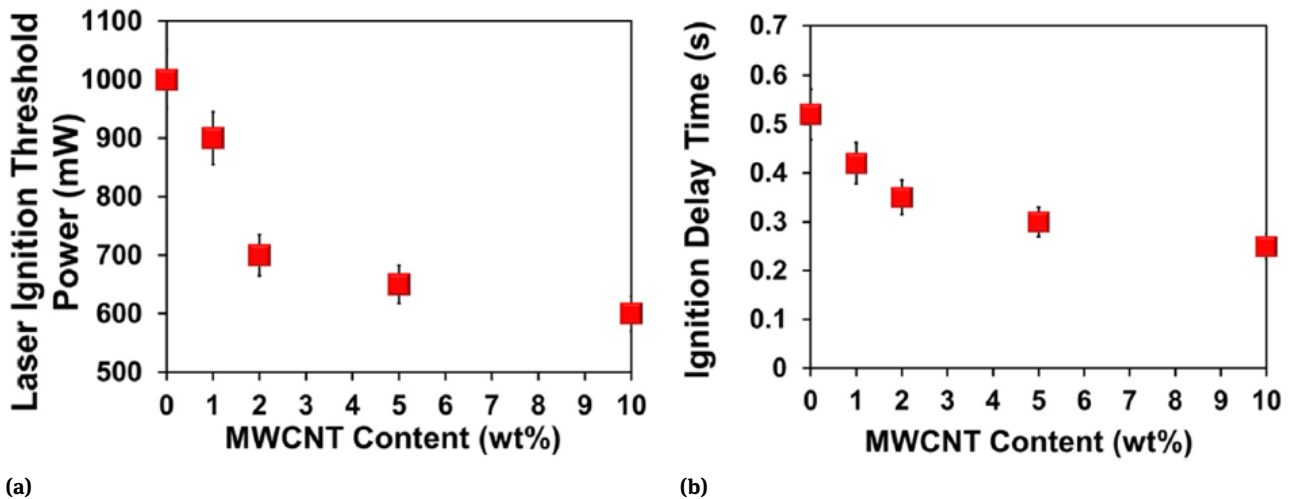 Laser Ignition Threshold
Power (mW)
1100
1000
900
800
700
600
500
0 1 2 3 4 5 6 7 8 9 10
MWCNT Content (wt%)
(a)
Ignition Delay Time (s)
0.7
0.6
0.5
0.4
0.3
0.2
0.1
0
0 1 2 3 4 5 6 7 8 9 10
MWCNT Content (wt%)
(b)